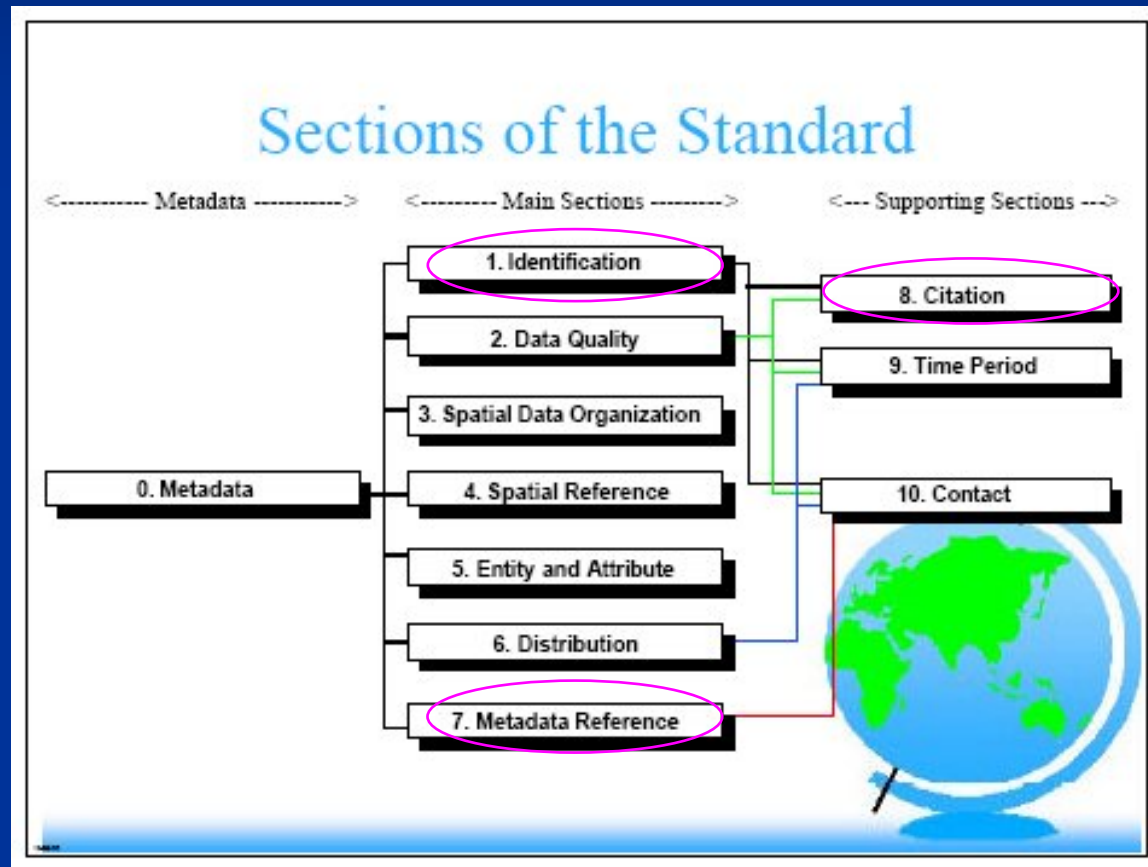 Sections of the Standard
<----------- Metadata -----------> <--------- Main Sections ---------> <--- Supporting Sections --->
1. Identification
2. Data Quality
3. Spatial Data Organization
4. Spatial Reference
5. Entity and Attribute
6. Distribution
7. Metadata Reference
0. Metadata
8. Citation
9. Time Period
10. Contact